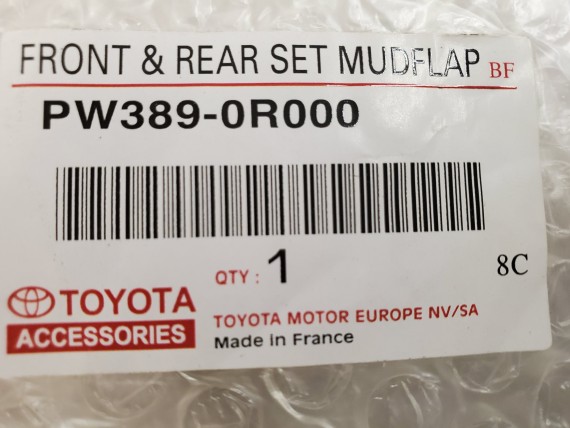 FRONT & REAR SET MUDFLAP BF
PW389-0R000
QTY : 1
8C
TOYOTA
ACCESSORIES
TOYOTA MOTOR EUROPE NV/SA
Made in France